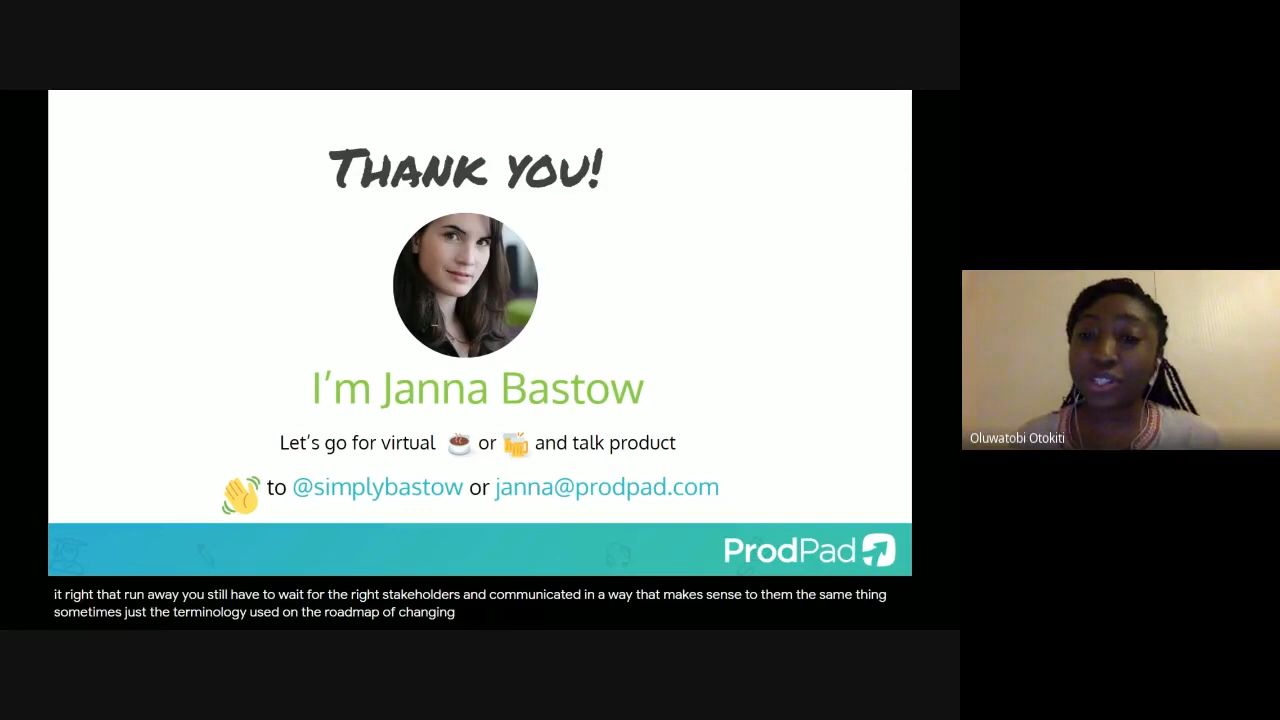 THANK YOU!
I'm Janna Bastow
Let's go for virtual ☕ or 🍻 and talk product
👋 to @simplybastow or janna@prodpad.com
ProdPad
Oluwatobi Otokiti
it right that run away you still have to wait for the right stakeholders and communicated in a way that makes sense to them the same thing
sometimes just the terminology used on the roadmap of changing